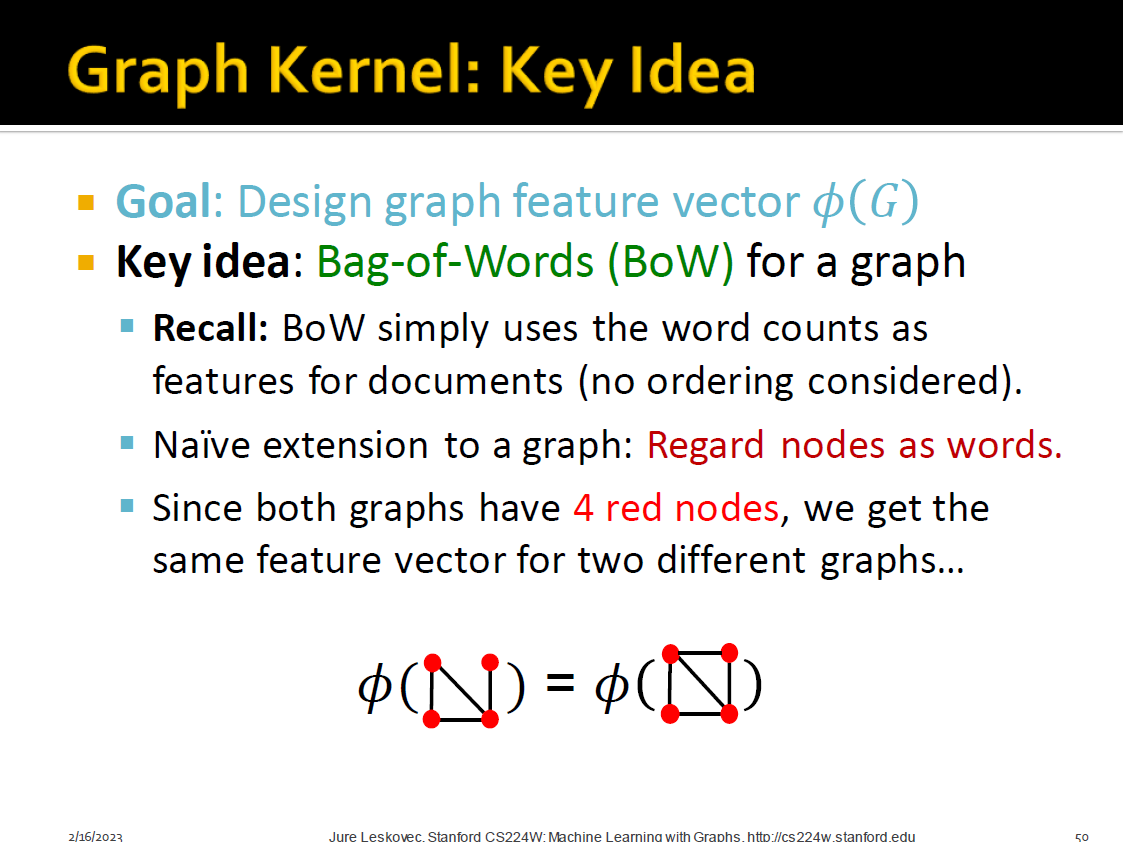 Graph Kernel: Key Idea
Goal: Design graph feature vector 𝜙(𝐺)
Key idea: Bag-of-Words (BoW) for a graph
Recall: BoW simply uses the word counts as
features for documents (no ordering considered).
Naïve extension to a graph: Regard nodes as words.
Since both graphs have 4 red nodes, we get the
same feature vector for two different graphs…
𝜙( ) = 𝜙( )
2/16/2023 Jure Leskovec, Stanford CS224W: Machine Learning with Graphs, http://cs224w.stanford.edu 50